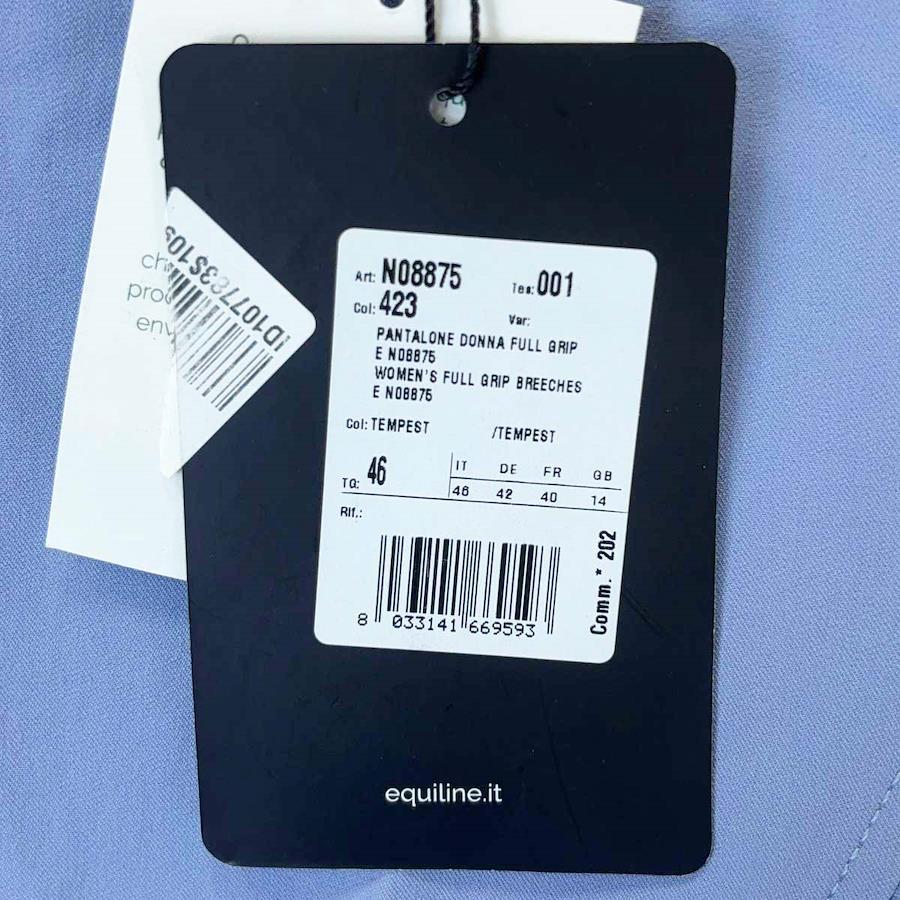 Art: N08875 Tes: 001
Col: 423 Var:
PANTALONE DONNA FULL GRIP
E N08875
WOMEN'S FULL GRIP BREECHES
E N08875
Col: TEMPEST /TEMPEST
TG: 46
IT DE FR GB
46 42 40 14
Rif.:
8 033141 669593
Comm.* 202
equiline.it